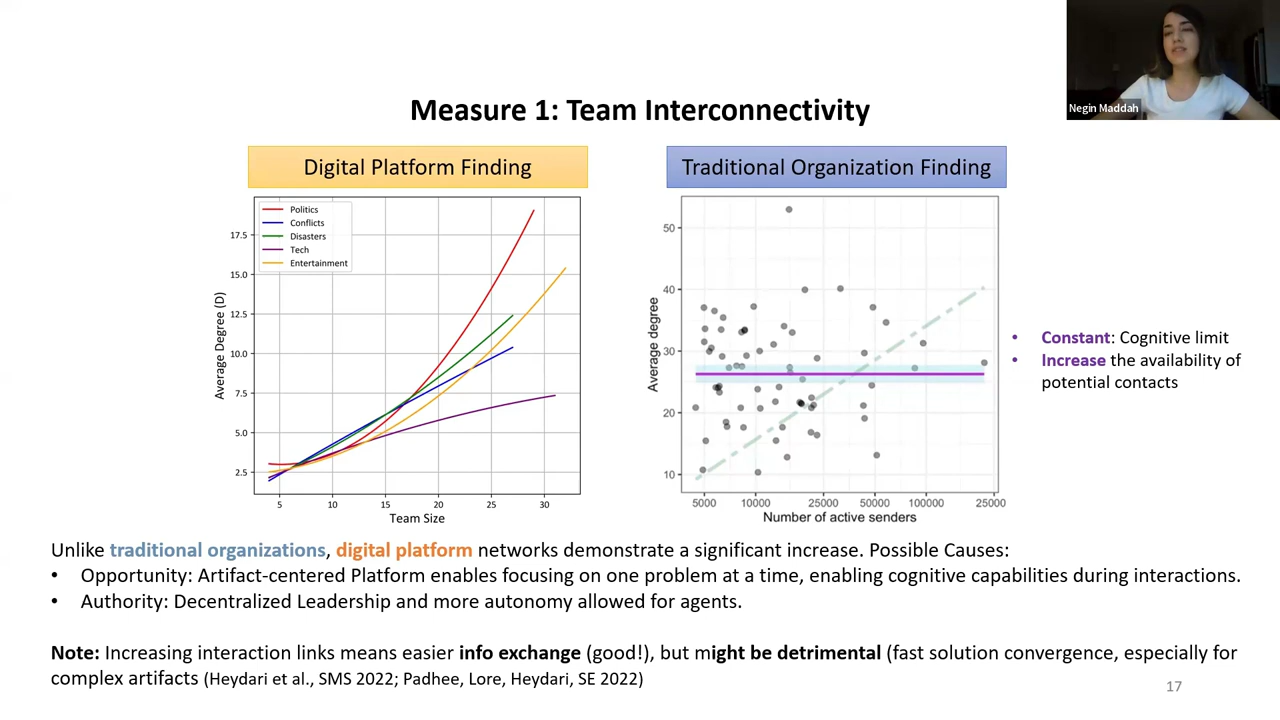 Negin Maddah
Measure 1: Team Interconnectivity
Digital Platform Finding
Traditional Organization Finding
Politics
Conflicts
Disasters
Tech
Entertainment
17.5
15.0
12.5
10.0
7.5
5.0
2.5
Average Degree (D)
5
10
15
20
25
30
Team Size
50
40
30
20
10
Average degree
5000
10000
25000
50000
100000
25000
Number of active senders
• Constant: Cognitive limit
• Increase the availability of
potential contacts
Unlike traditional organizations, digital platform networks demonstrate a significant increase. Possible Causes:
• Opportunity: Artifact-centered Platform enables focusing on one problem at a time, enabling cognitive capabilities during interactions.
• Authority: Decentralized Leadership and more autonomy allowed for agents.
Note: Increasing interaction links means easier info exchange (good!), but might be detrimental (fast solution convergence, especially for
complex artifacts (Heydari et al., SMS 2022; Padhee, Lore, Heydari, SE 2022)
17